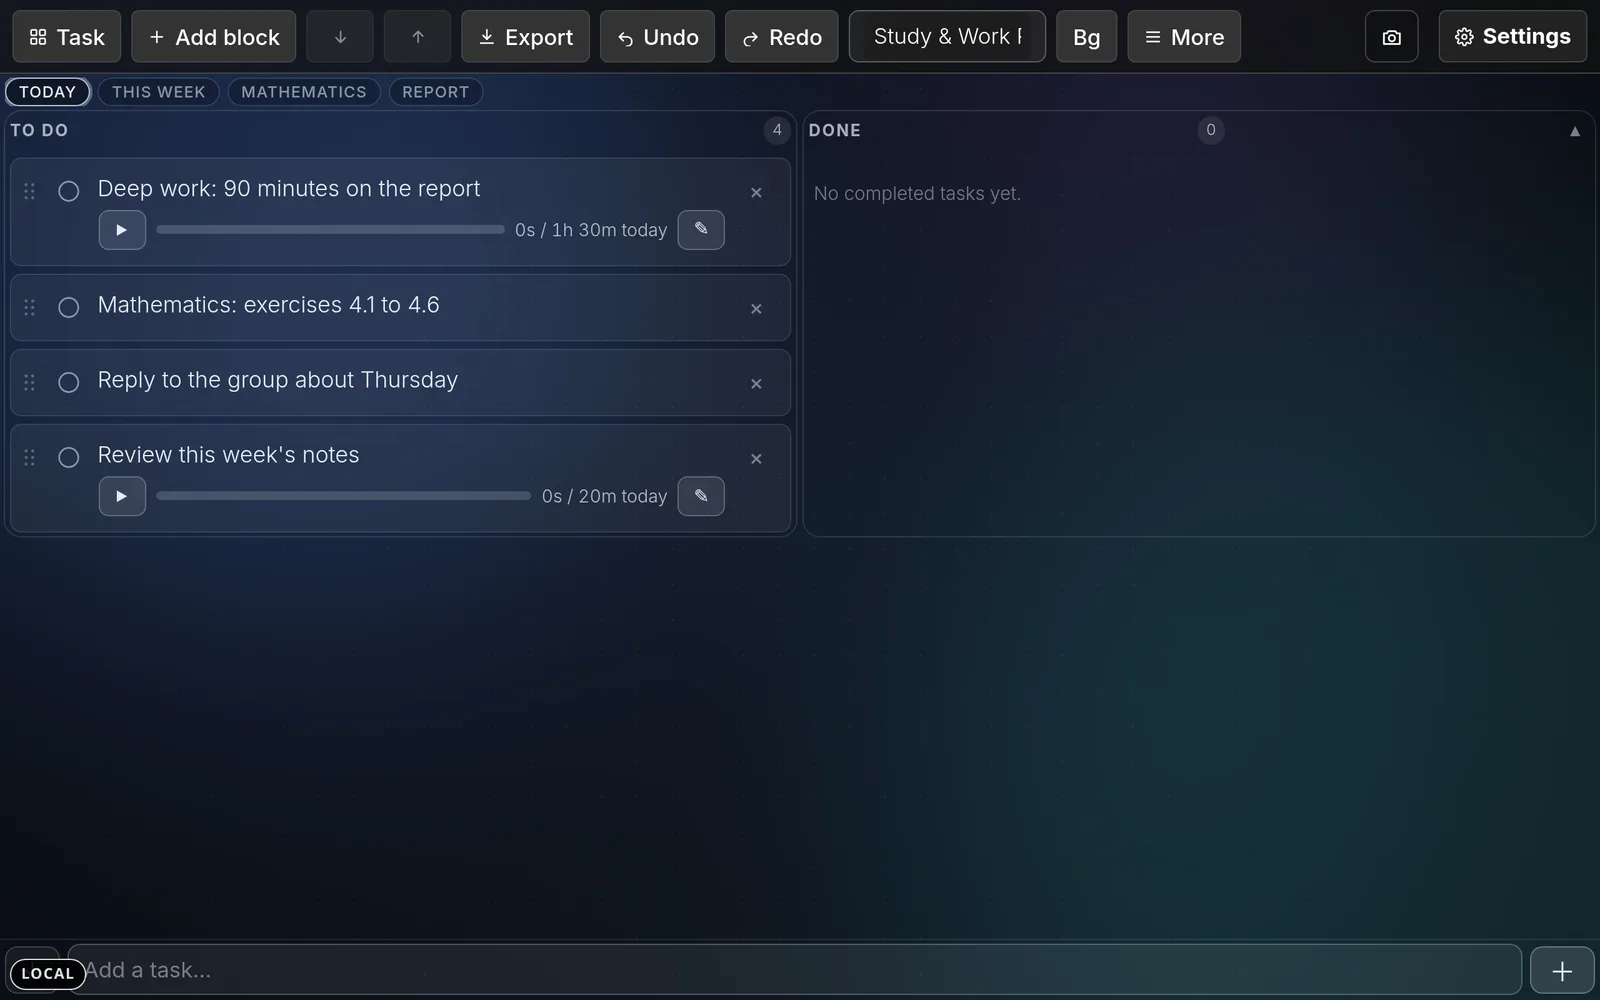 Task
Add block
Export
Undo
Redo
Study & Work
Bg
More
Settings
TODAY
THIS WEEK
MATHEMATICS
REPORT
TO DO
4
DONE
0
Deep work: 90 minutes on the report
0s / 1h 30m today
Mathematics: exercises 4.1 to 4.6
Reply to the group about Thursday
Review this week's notes
0s / 20m today
No completed tasks yet.
LOCAL
Add a task...